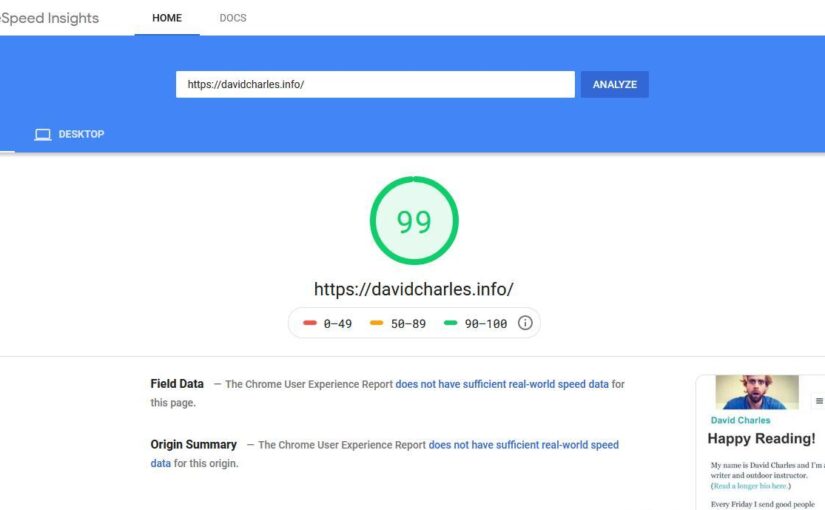 Speed Insights
HOME
DOCS
https://davidcharles.info/
ANALYZE
DESKTOP
99
https://davidcharles.info/
0–49
50–89
90–100
Field Data — The Chrome User Experience Report does not have sufficient real-world speed data for
this page.
Origin Summary — The Chrome User Experience Report does not have sufficient real-world speed
data for this origin.
David Charles
Happy Reading!
My name is David Charles and I'm a
writer and outdoor instructor.
(Read a longer bio here.)
Every Friday I send good people